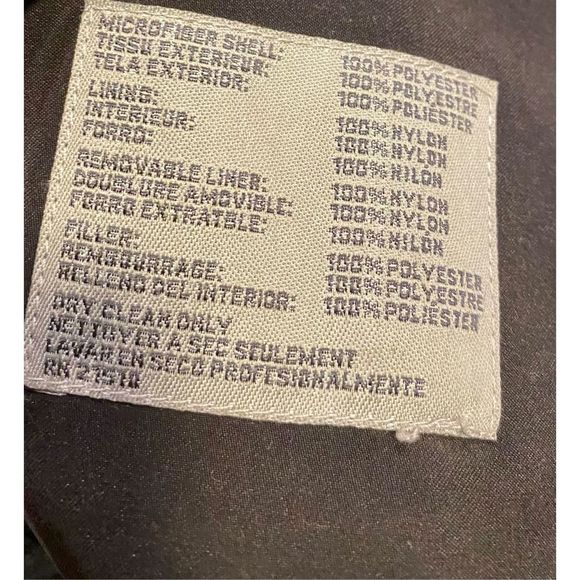 MICROFIBER SHELL: 100% POLYESTER
TISSU EXTERIEUR: 100% POLYESTRE
TELA EXTERIOR: 100% POLIESTER
LINING: 100% NYLON
INTERIEUR: 100% NYLON
FORRO: 100% NILON
REMOVABLE LINER: 100% NYLON
DOUBLURE AMOVIBLE: 100% NYLON
FORRO EXTRATBLE: 100% NILON
FILLER: 100% POLYESTER
REMBOURRAGE: 100% POLYESTRE
RELLENO DEL INTERIOR: 100% POLIESTER
DRY CLEAN ONLY
NETTOYER A SEC SEULEMENT
LAVAR EN SECO PROFESIONALMENTE
RN 21510